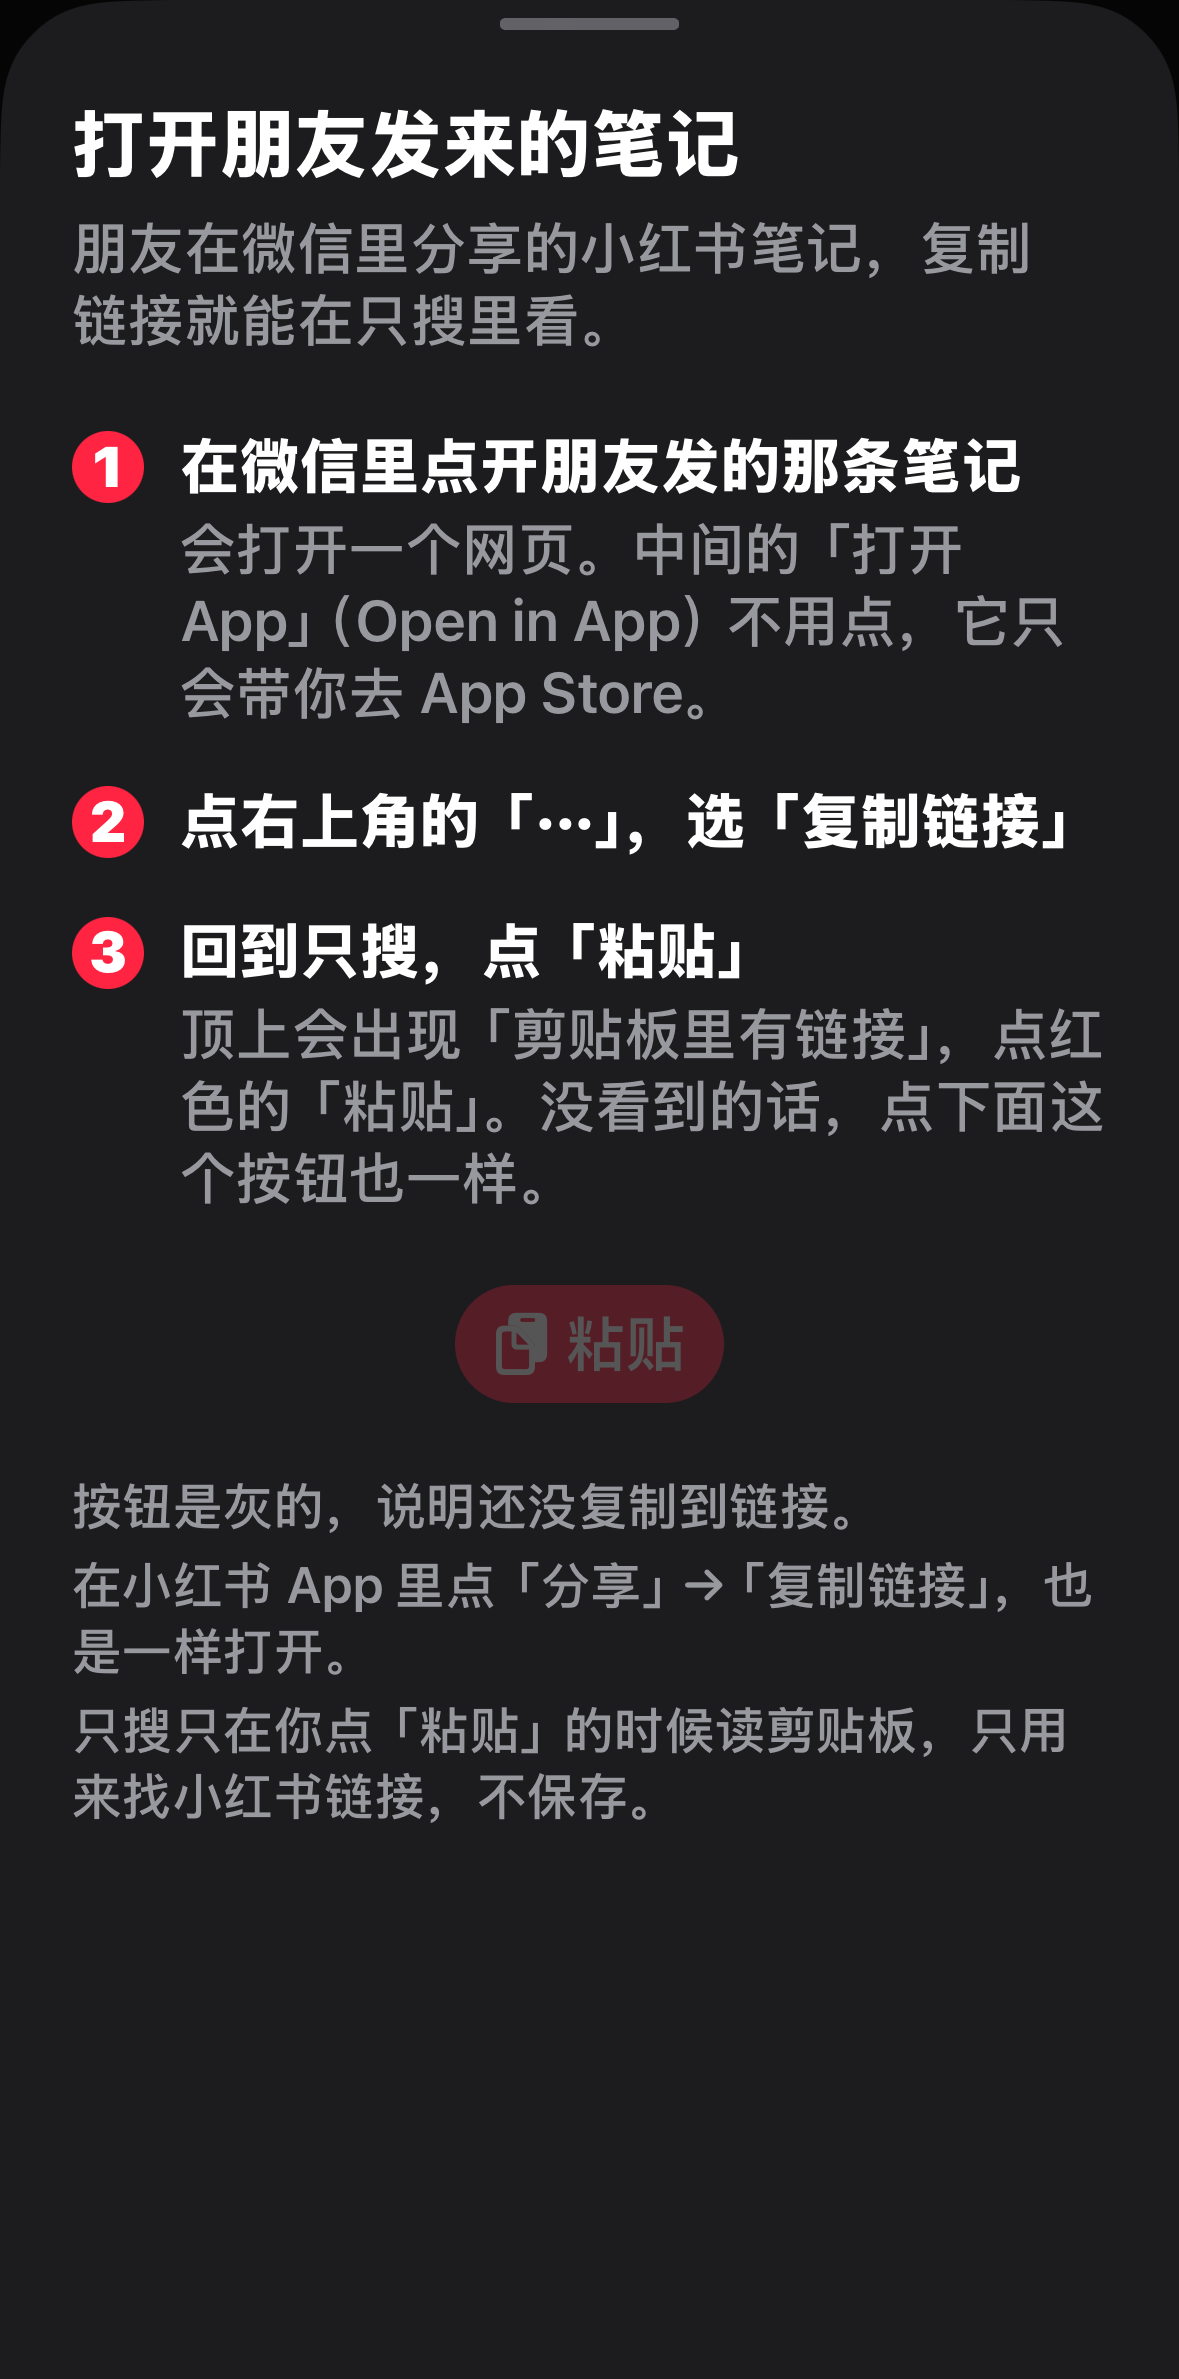 打开朋友发来的笔记
朋友在微信里分享的小红书笔记，复制
链接就能在只搜里看。
1 在微信里点开朋友发的那条笔记
会打开一个网页。中间的「打开
App」（Open in App）不用点，它只
会带你去 App Store。
2 点右上角的「···」，选「复制链接」
3 回到只搜，点「粘贴」
顶上会出现「剪贴板里有链接」，点红
色的「粘贴」。没看到的话，点下面这
个按钮也一样。
粘贴
按钮是灰的，说明还没复制到链接。
在小红书 App 里点「分享」→「复制链接」，也
是一样打开。
只搜只在你点「粘贴」的时候读剪贴板，只用
来找小红书链接，不保存。